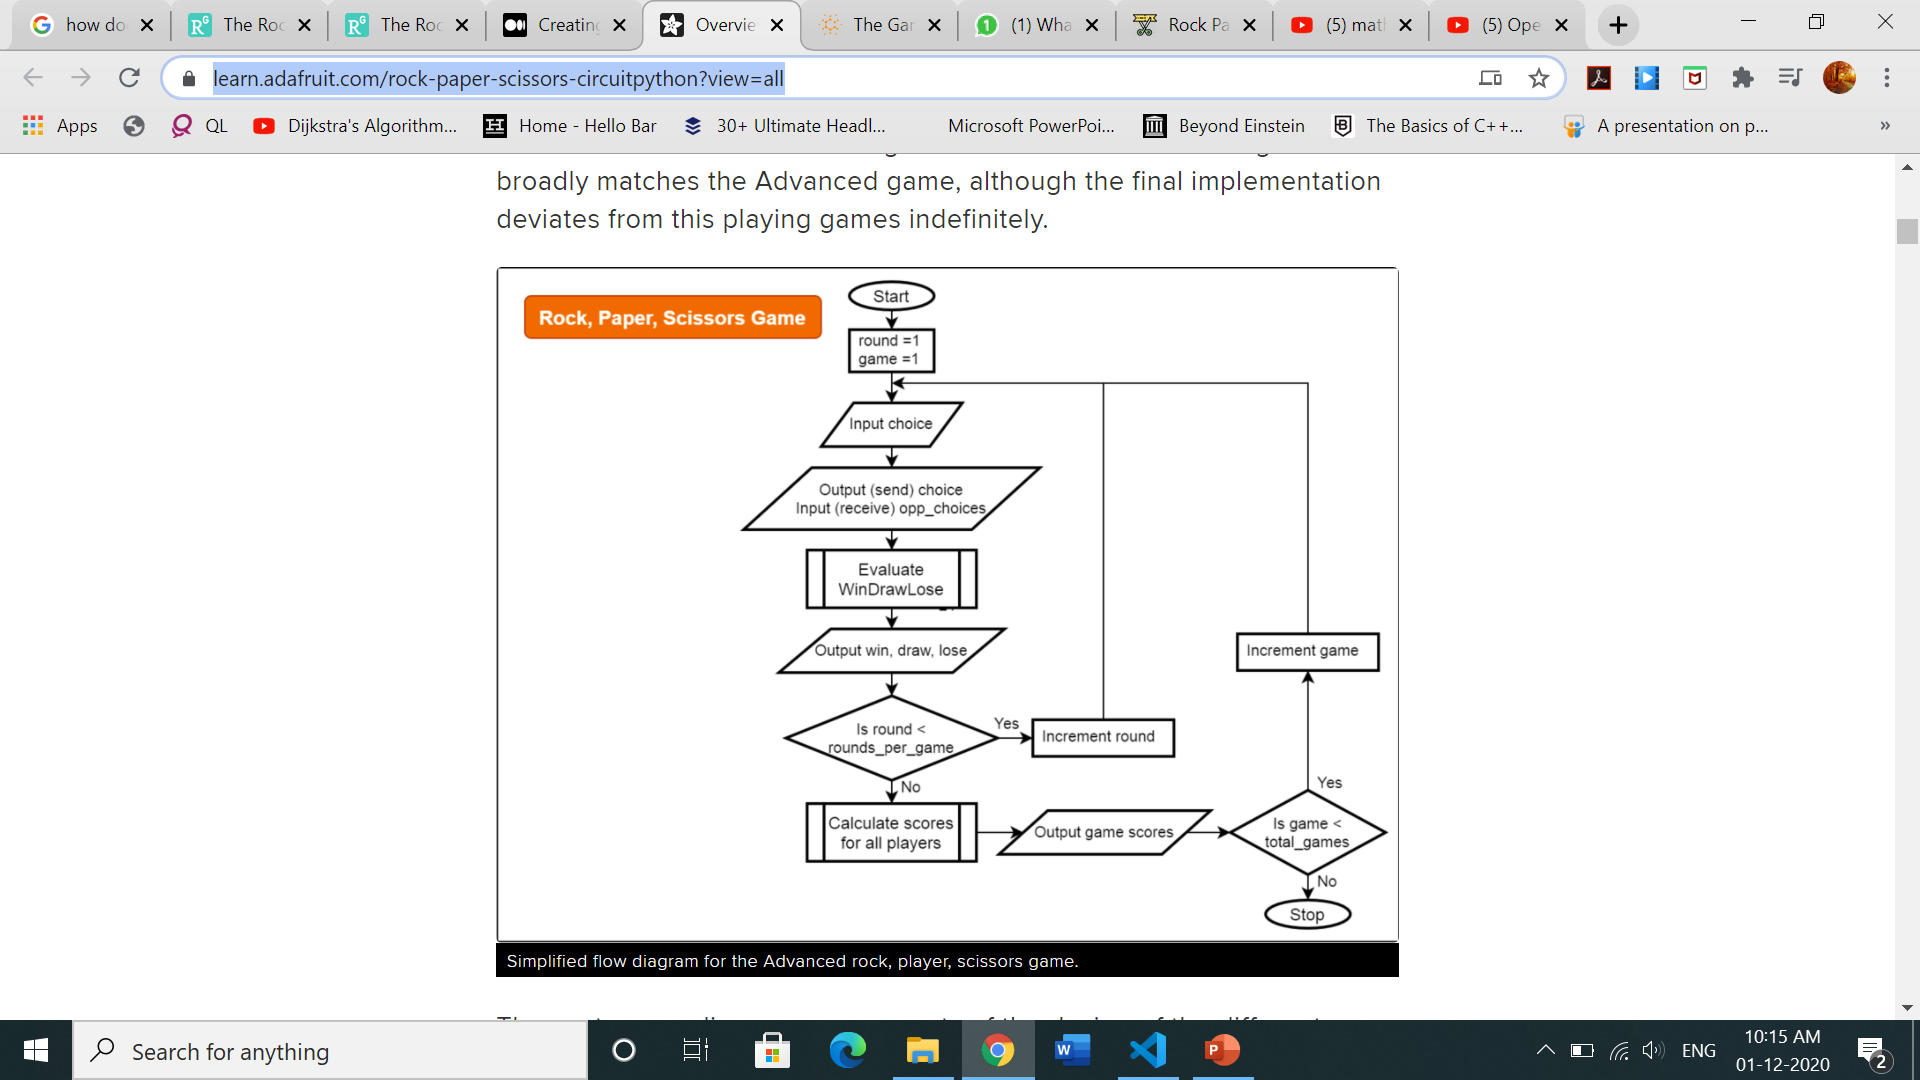 how do
The Roc
The Roc
Creating
Overvie
The Gar
(1) Wha
Rock Pa
(5) mat
(5) Ope
learn.adafruit.com/rock-paper-scissors-circuitpython?view=all
Apps
QL
Dijkstra's Algorithm...
Home - Hello Bar
30+ Ultimate Headl...
Microsoft PowerPoi...
Beyond Einstein
The Basics of C++...
A presentation on p...
broadly matches the Advanced game, although the final implementation
deviates from this playing games indefinitely.
Rock, Paper, Scissors Game
Start
round =1
game =1
Input choice
Output (send) choice
Input (receive) opp_choices
Evaluate
WinDrawLose
Output win, draw, lose
Increment game
Is round <
rounds_per_game
Yes
Increment round
No
Calculate scores
for all players
Output game scores
Yes
Is game <
total_games
No
Stop
Simplified flow diagram for the Advanced rock, player, scissors game.
Search for anything
ENG
10:15 AM
01-12-2020
2